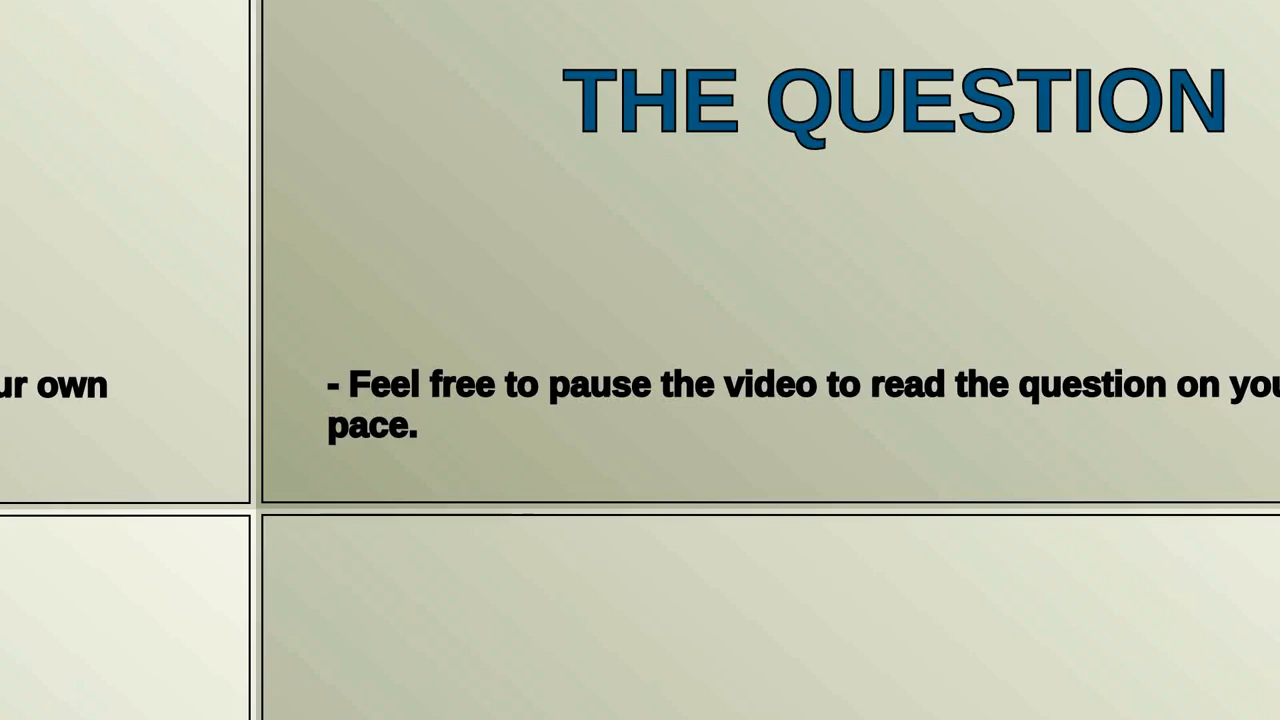 THE QUESTION
ur own
- Feel free to pause the video to read the question on you
pace.